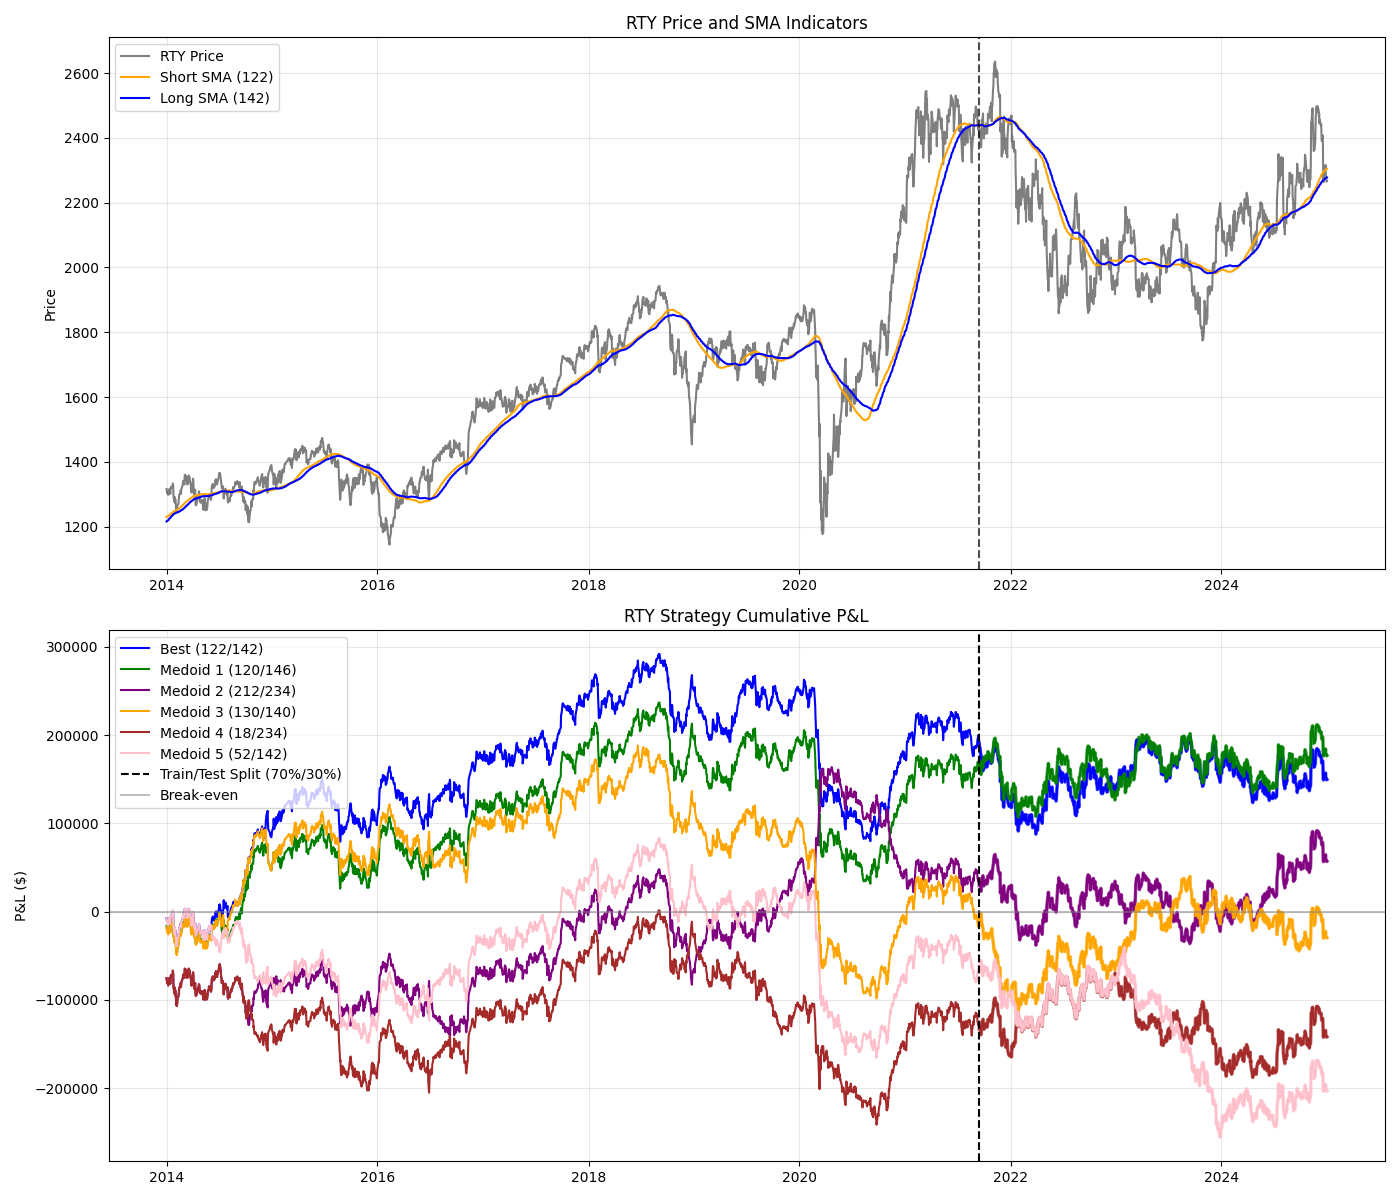 RTY Price and SMA Indicators
RTY Price
Short SMA (122)
Long SMA (142)
Price
2600
2400
2200
2000
1800
1600
1400
1200
2014
2016
2018
2020
2022
2024
RTY Strategy Cumulative P&L
Best (122/142)
Medoid 1 (120/146)
Medoid 2 (212/234)
Medoid 3 (130/140)
Medoid 4 (18/234)
Medoid 5 (52/142)
Train/Test Split (70%/30%)
Break-even
P&L ($)
300000
200000
100000
0
−100000
−200000
2014
2016
2018
2020
2022
2024